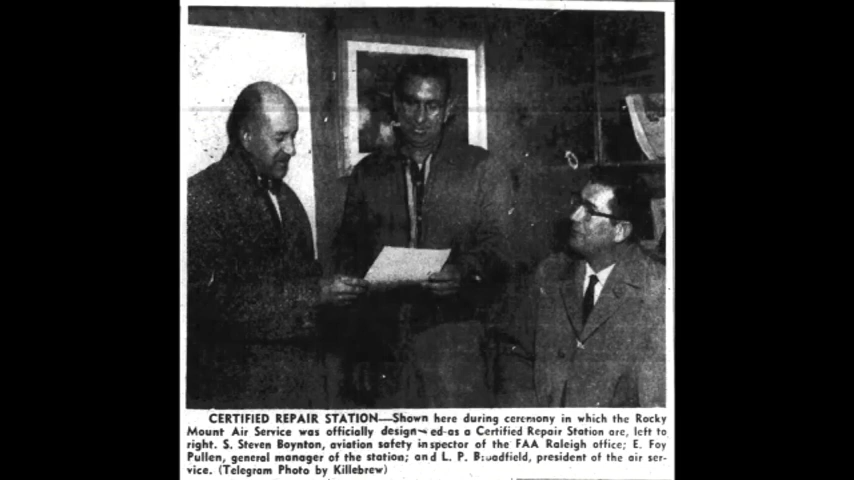 CERTIFIED REPAIR STATION—Shown here during ceremony in which the Rocky
Mount Air Service was officially design ed as a Certified Repair Station are, left to
right. S. Steven Boynton, aviation safety inspector of the FAA Raleigh office; E. Foy
Pullen, general manager of the station; and L. P. Broadfield, president of the air ser-
vice. (Telegram Photo by Killebrew)